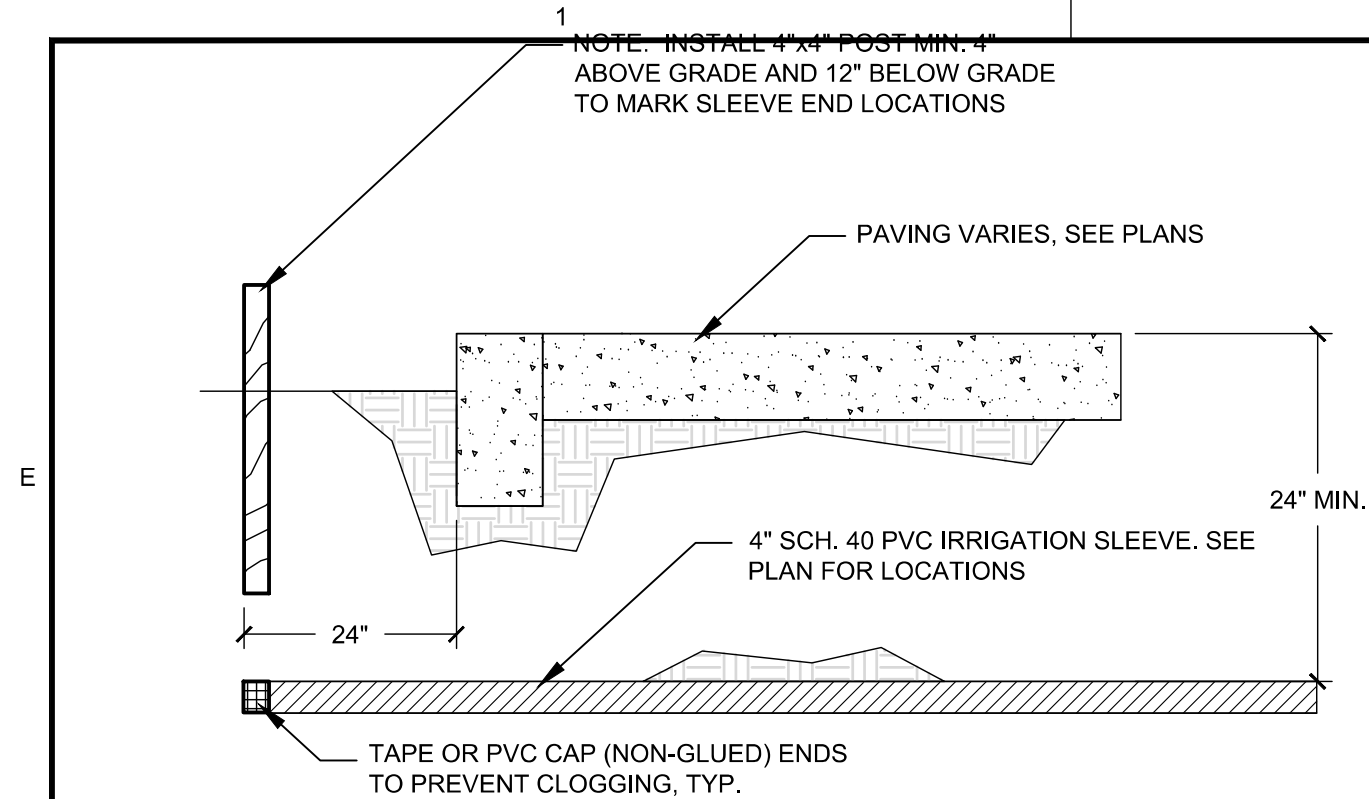 1
NOTE: INSTALL 4"x4" POST MIN. 4"
ABOVE GRADE AND 12" BELOW GRADE
TO MARK SLEEVE END LOCATIONS
PAVING VARIES, SEE PLANS
E
24" MIN.
4" SCH. 40 PVC IRRIGATION SLEEVE. SEE
PLAN FOR LOCATIONS
24"
TAPE OR PVC CAP (NON-GLUED) ENDS
TO PREVENT CLOGGING, TYP.